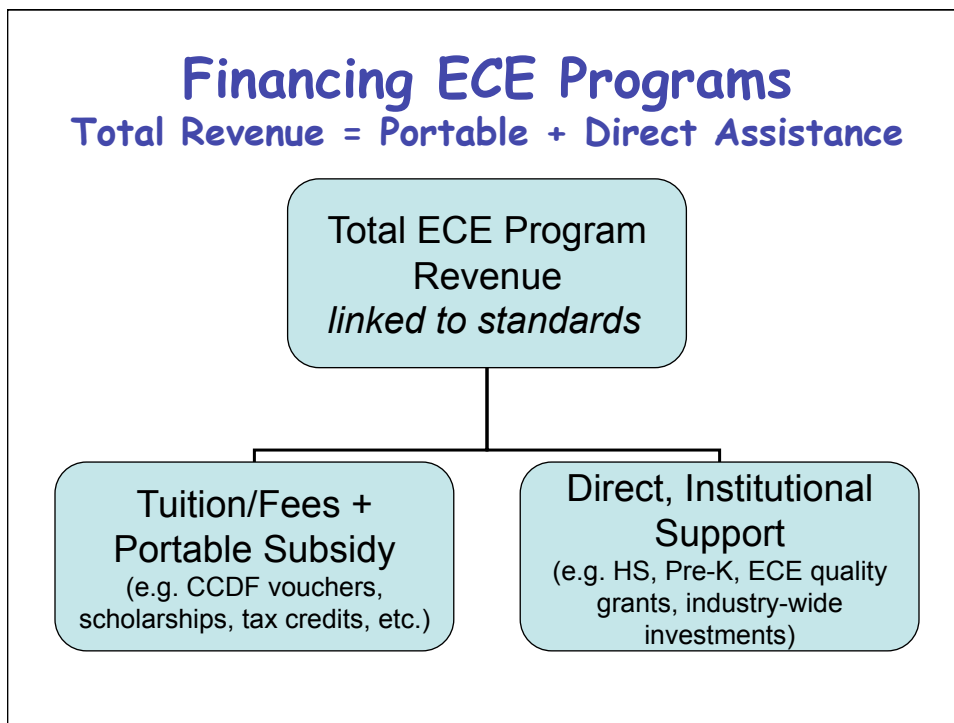 Financing ECE Programs
Total Revenue = Portable + Direct Assistance
Total ECE Program
Revenue
linked to standards
Tuition/Fees +
Portable Subsidy
(e.g. CCDF vouchers,
scholarships, tax credits, etc.)
Direct, Institutional
Support
(e.g. HS, Pre-K, ECE quality
grants, industry-wide
investments)